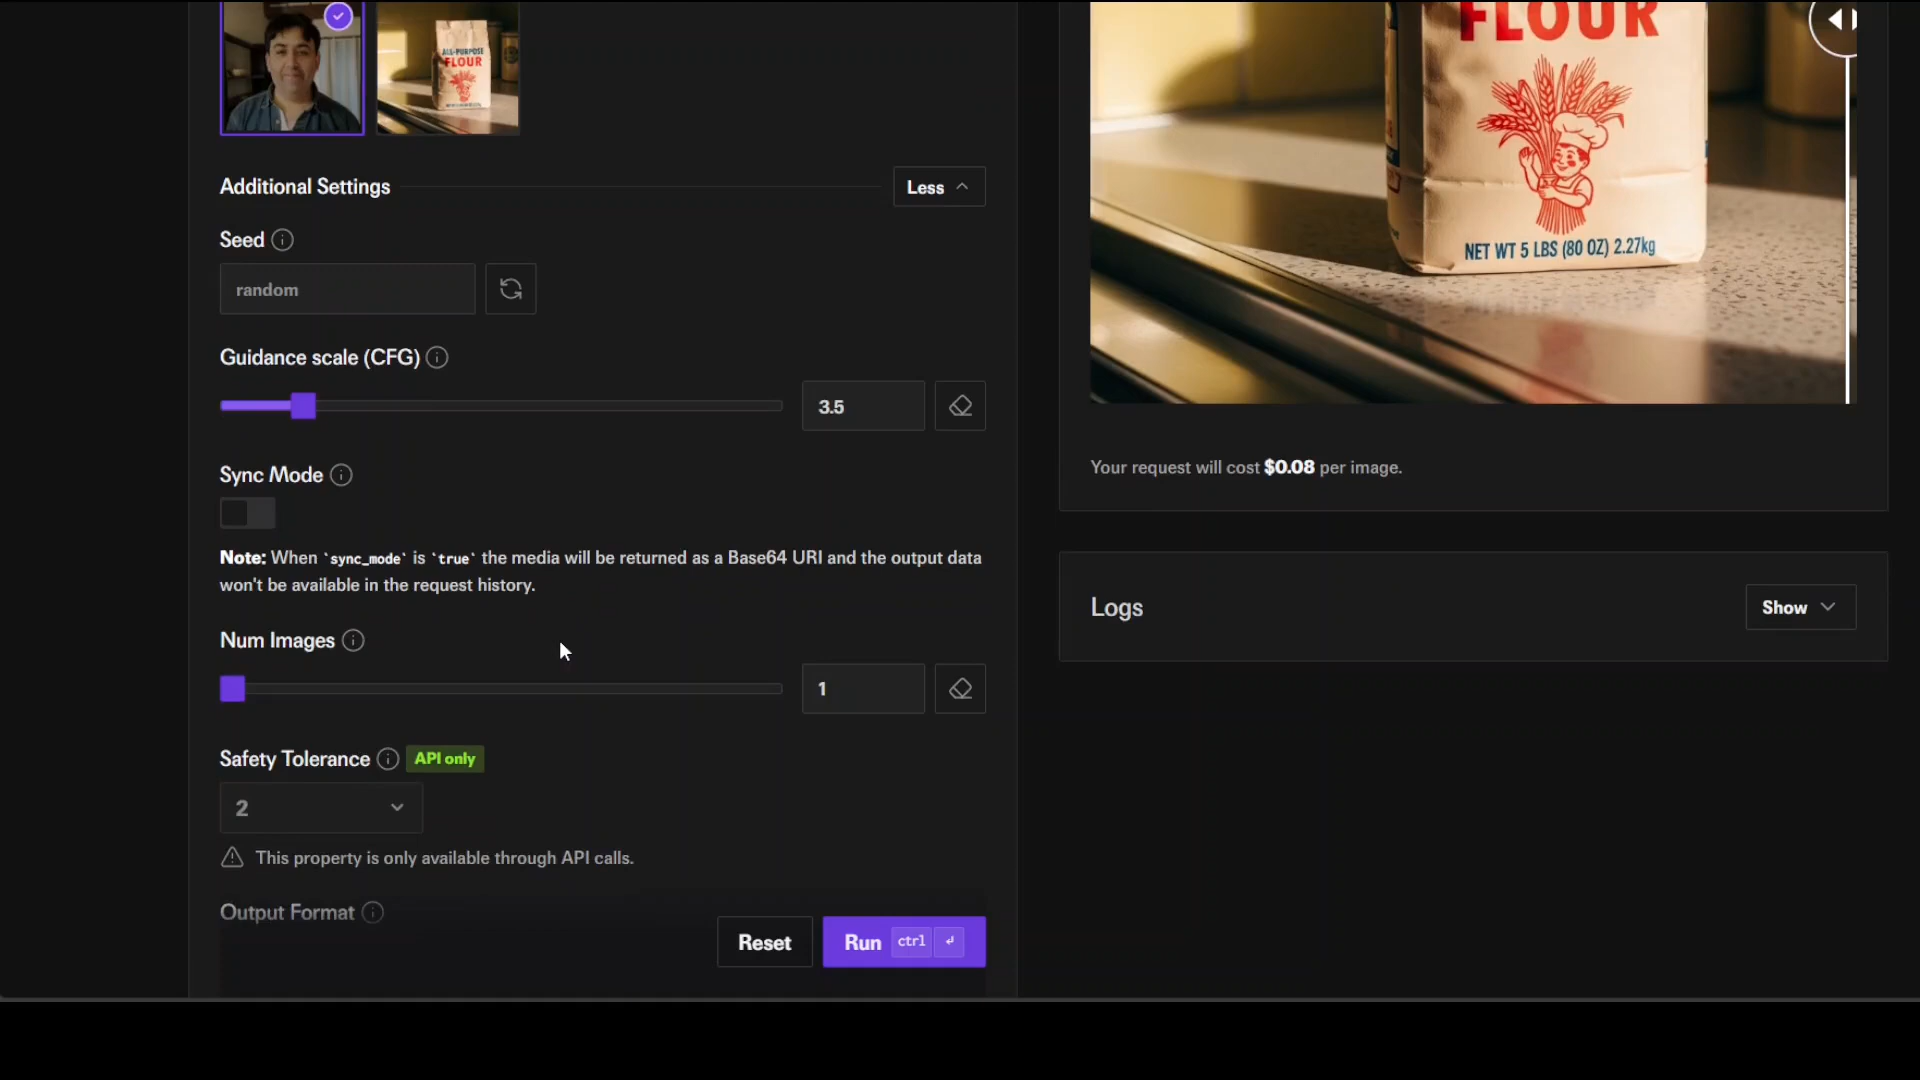 ALL-PURPOSE
FLOUR
FLOUR
NET WT 5 LBS (80 OZ) 2.27kg
Additional Settings
Less
Seed
random
Guidance scale (CFG)
3.5
Sync Mode
Note: When `sync_mode` is `true` the media will be returned as a Base64 URI and the output data
won't be available in the request history.
Num Images
1
Safety Tolerance API only
2
This property is only available through API calls.
Output Format
Reset
Run ctrl ↲
Your request will cost $0.08 per image.
Logs
Show